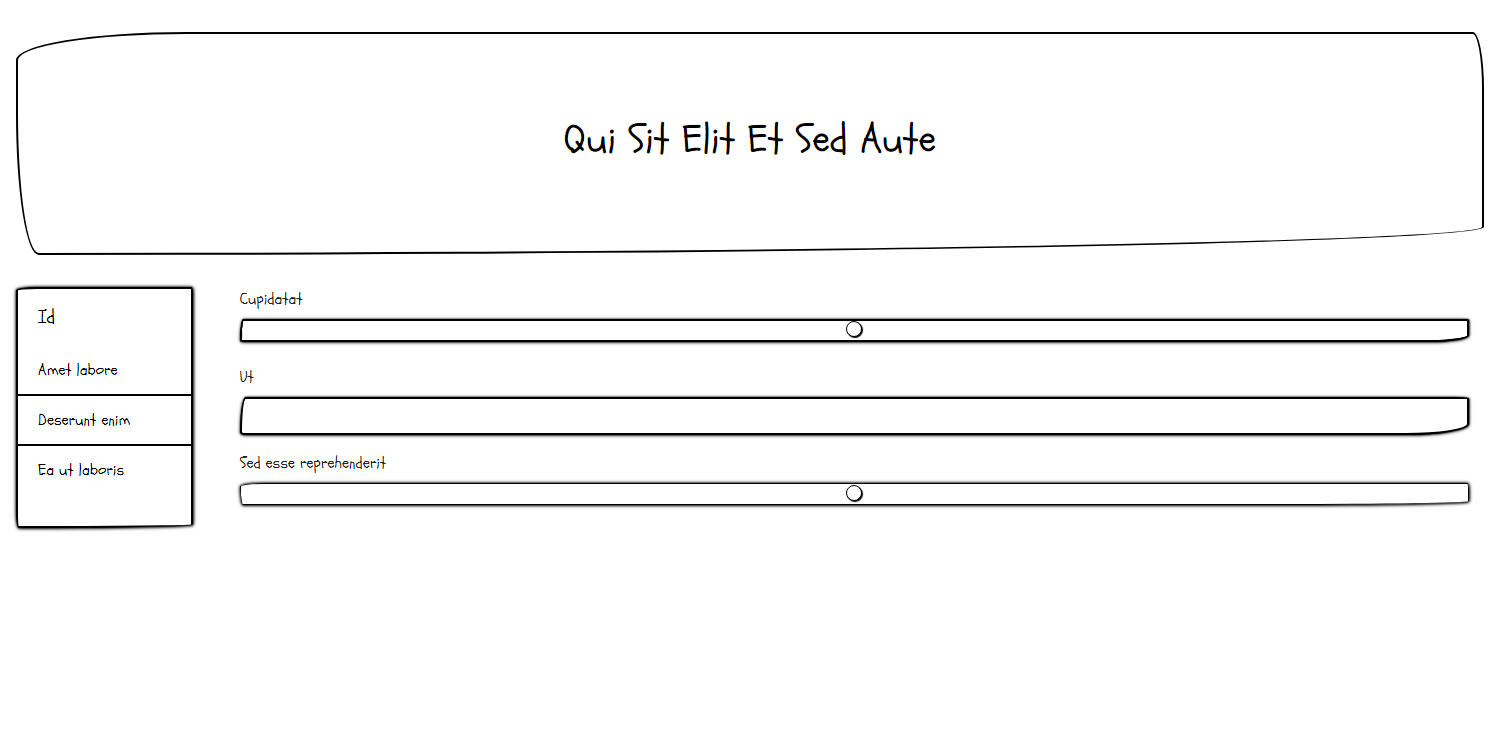 Qui Sit Elit Et Sed Aute
Id
Amet labore
Deserunt enim
Ea ut laboris
Cupidatat
Ut
Sed esse reprehenderit